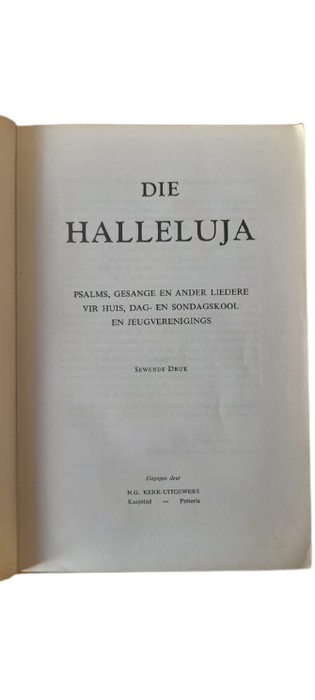 DIE
HALLELUJA
PSALMS, GESANGE EN ANDER LIEDERE
VIR HUIS, DAG- EN SONDAGSKOOL
EN JEUGVERENIGINGS
SEWENDE DRUK
Uitgegee deur
N.G. KERK-UITGEWERS
Kaapstad — Pretoria